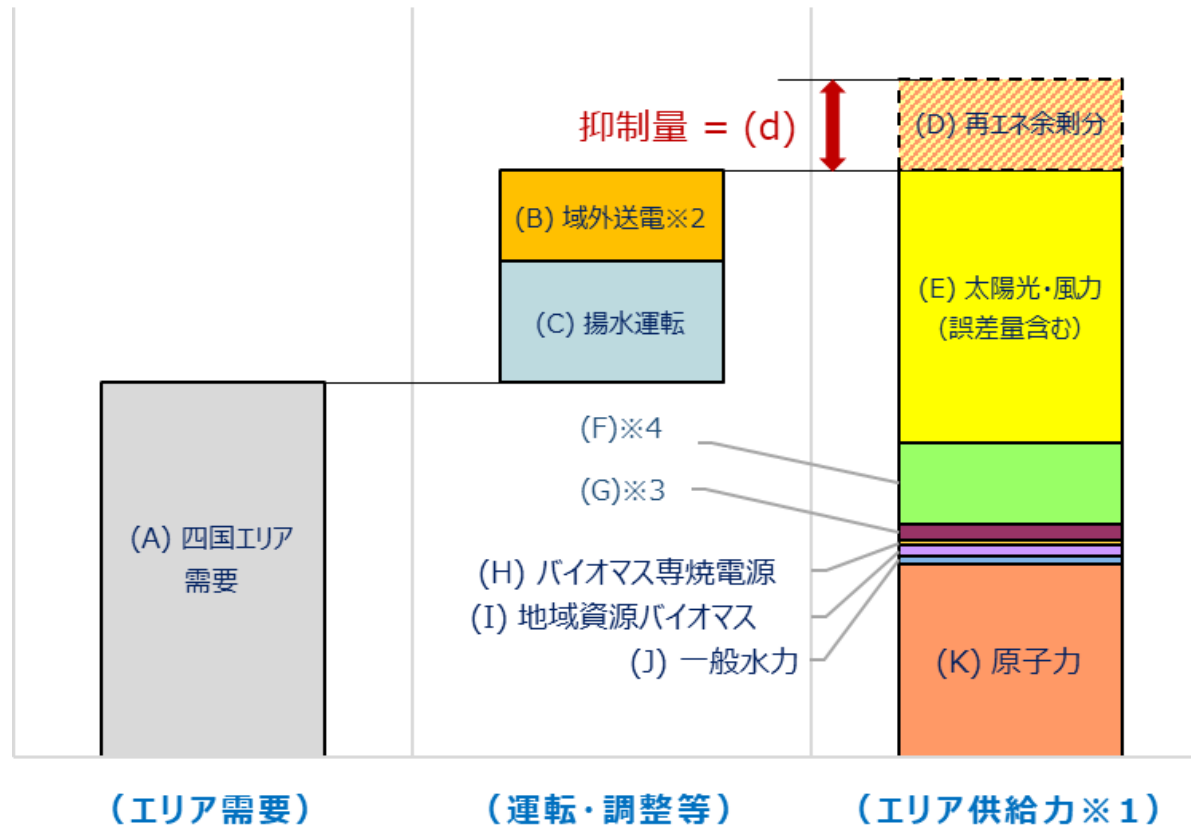 抑制量 = (d)
(D) 再エネ余剰分
(B) 域外送電※2
(C) 揚水運転
(E) 太陽光・風力
(誤差量含む)
(F)※4
(G)※3
(A) 四国エリア
需要
(H) バイオマス専焼電源
(I) 地域資源バイオマス
(J) 一般水力
(K) 原子力
(エリア需要)
(運転・調整等)
(エリア供給力※1)